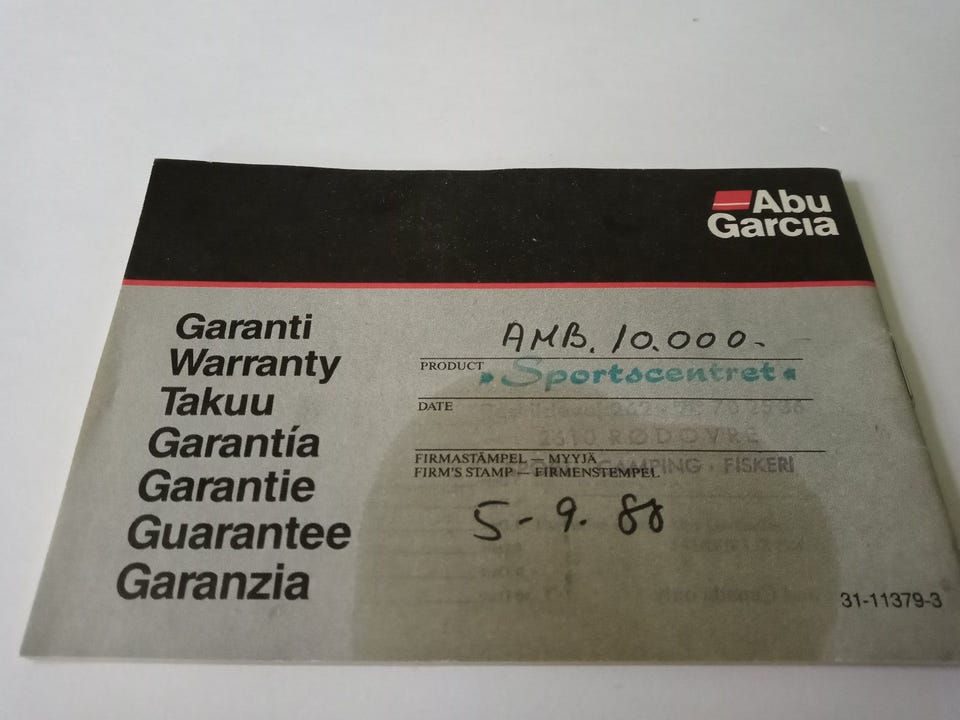 Abu
Garcia
Garanti
Warranty
Takuu
Garantía
Garantie
Guarantee
Garanzia
AMB. 10.000-
PRODUCT
Sportscentret
DATE
2610 RØDOVRE
FIRMASTÄMPEL — MYYJÄ
FIRM'S STAMP — FIRMENSTEMPEL
CAMPING · FISKERI
5-9. 88
31-11379-3